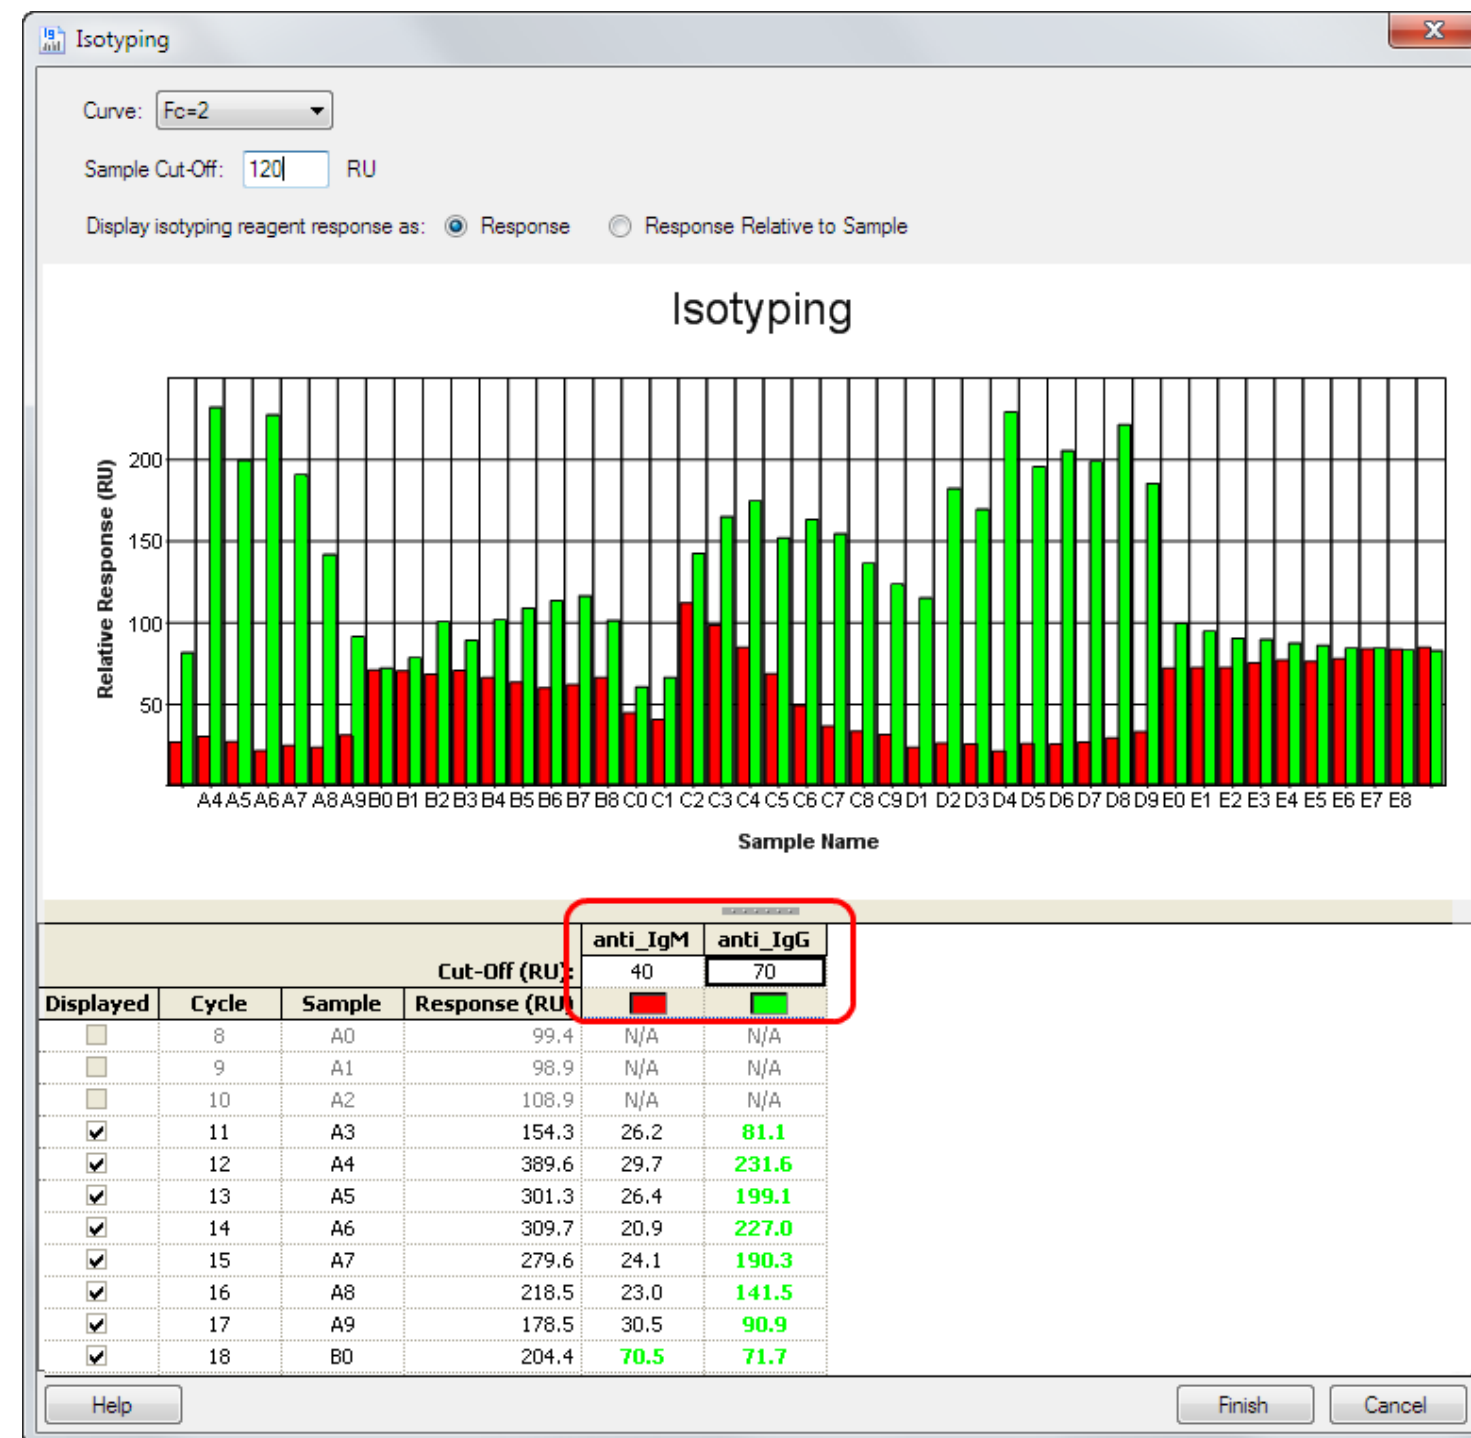 Isotyping
Curve: Fc=2
Sample Cut-Off: 120 RU
Display isotyping reagent response as: Response Response Relative to Sample
Isotyping
Relative Response (RU)
200
150
100
50
A4 A5 A6 A7 A8 A9 B0 B1 B2 B3 B4 B5 B6 B7 B8 C0 C1 C2 C3 C4 C5 C6 C7 C8 C9 D1 D2 D3 D4 D5 D6 D7 D8 D9 E0 E1 E2 E3 E4 E5 E6 E7 E8
Sample Name
anti_IgM anti_IgG
Cut-Off (RU): 40 70
Displayed Cycle Sample Response (RU)
8 A0 99.4 N/A N/A
9 A1 98.9 N/A N/A
10 A2 108.9 N/A N/A
11 A3 154.3 26.2 81.1
12 A4 389.6 29.7 231.6
13 A5 301.3 26.4 199.1
14 A6 309.7 20.9 227.0
15 A7 279.6 24.1 190.3
16 A8 218.5 23.0 141.5
17 A9 178.5 30.5 90.9
18 B0 204.4 70.5 71.7
Help Finish Cancel